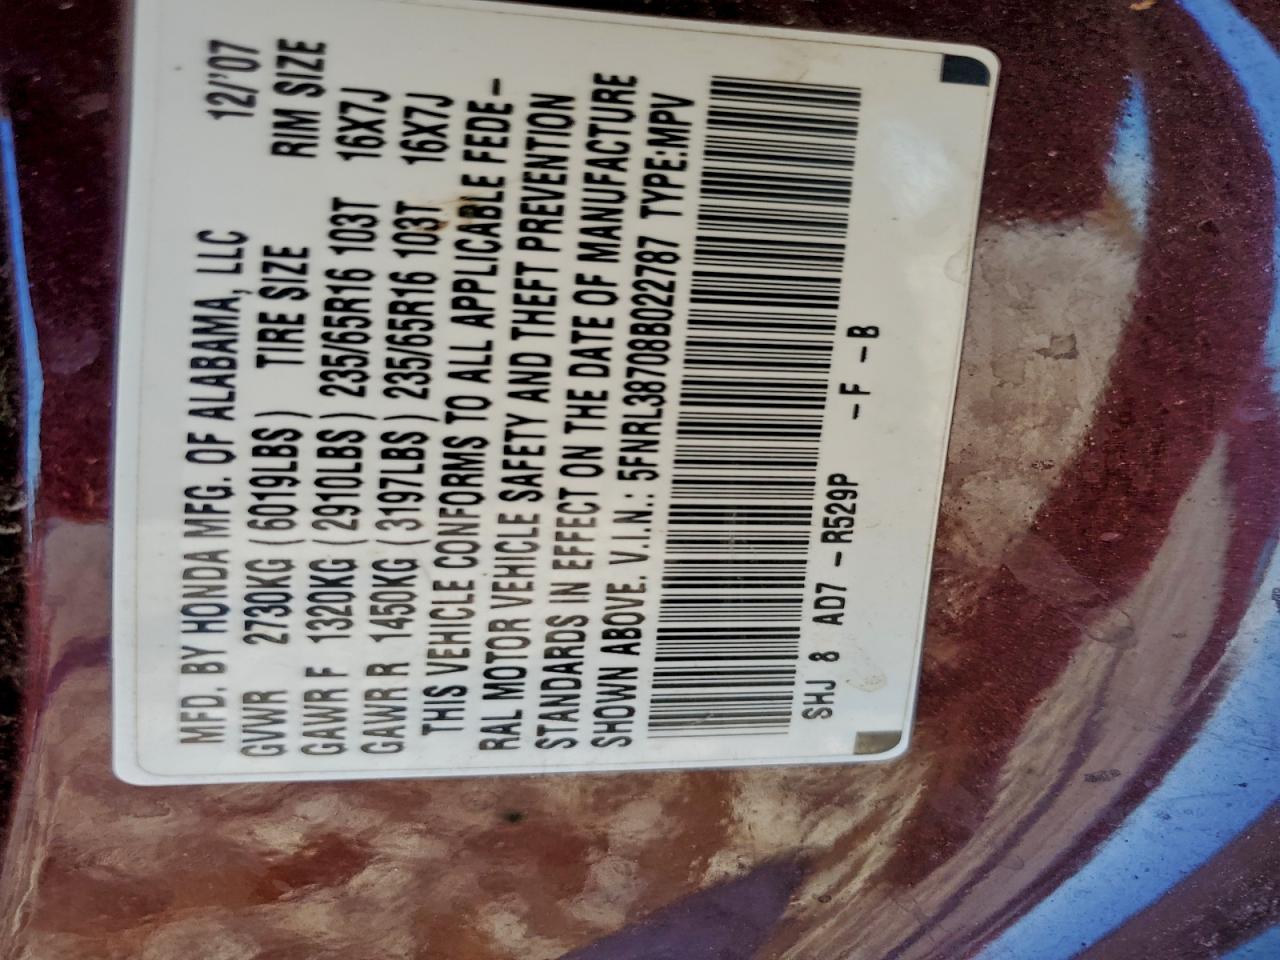 MFD. BY HONDA MFG. OF ALABAMA, LLC 12/'07
GVWR 2730KG (6019LBS) TIRE SIZE RIM SIZE
GAWR F 1320KG (2910LBS) 235/65R16 103T 16X7J
GAWR R 1450KG (3197LBS) 235/65R16 103T 16X7J
THIS VEHICLE CONFORMS TO ALL APPLICABLE FEDE-
RAL MOTOR VEHICLE SAFETY AND THEFT PREVENTION
STANDARDS IN EFFECT ON THE DATE OF MANUFACTURE
SHOWN ABOVE. V.I.N.: 5FNRL38708B022787 TYPE:MPV
SHJ 8 AD7 - R529P - F - B